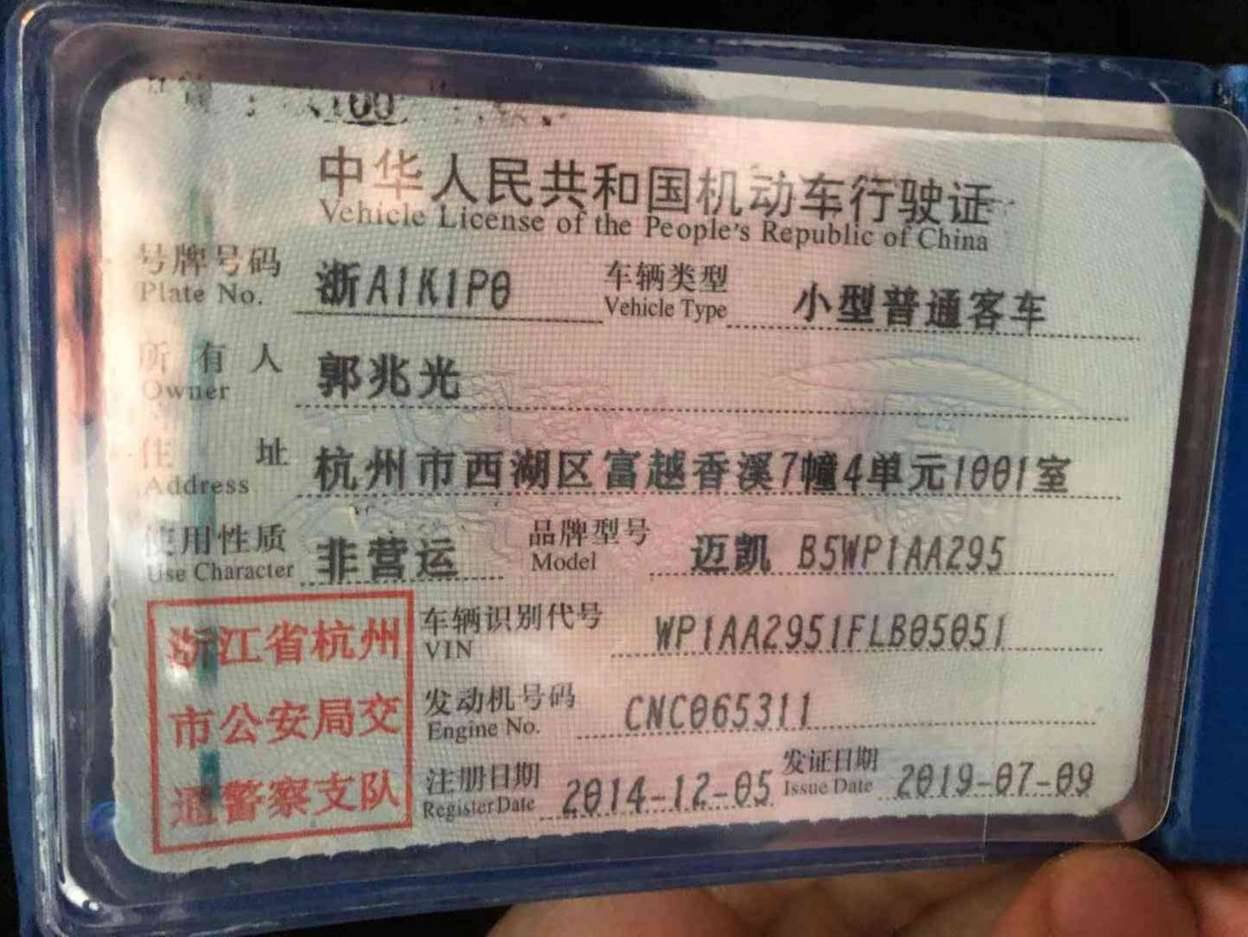 中华人民共和国机动车行驶证
Vehicle License of the People's Republic of China
号牌号码 浙A1K1P0 车辆类型 小型普通客车
Plate No. Vehicle Type
所有人 郭兆光
Owner
住址 杭州市西湖区富越香溪7幢4单元1001室
Address
使用性质 非营运 品牌型号 迈凯 B5WP1AA295
Use Character Model
车辆识别代号 WP1AA2951FLB05051
VIN
发动机号码 CNC065311
Engine No.
注册日期 2014-12-05 发证日期 2019-07-09
Register Date Issue Date
浙江省杭州
市公安局交
通警察支队